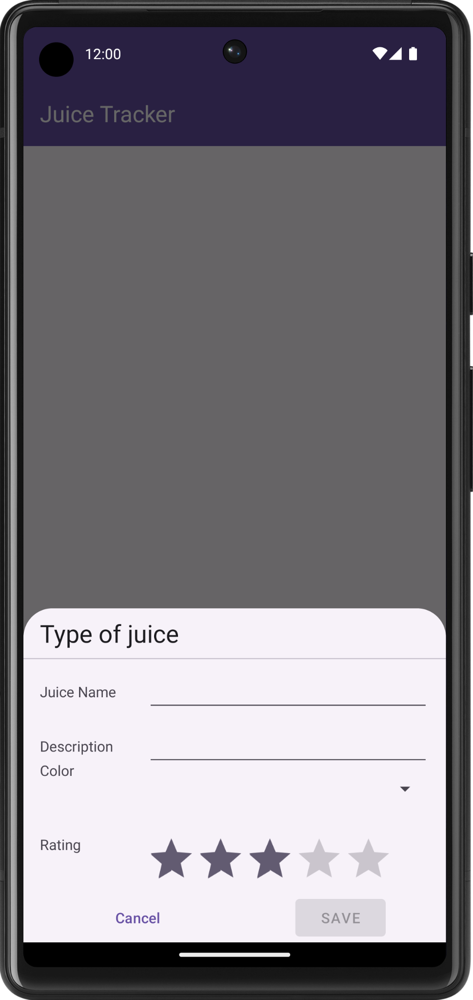 12:00
Juice Tracker
Type of juice
Juice Name
Description
Color
Rating
Cancel
SAVE